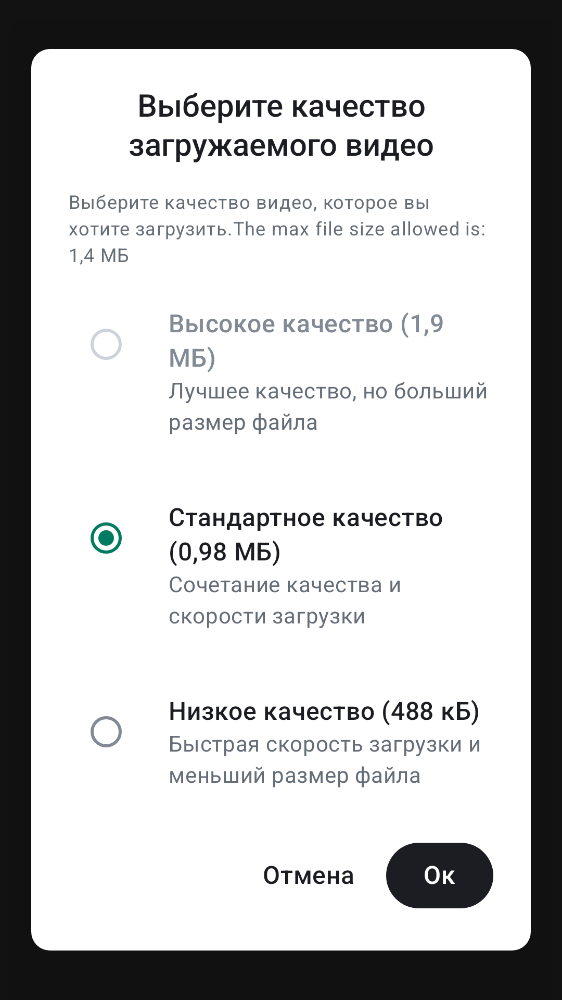 Выберите качество
загружаемого видео
Выберите качество видео, которое вы
хотите загрузить.The max file size allowed is:
1,4 МБ
Высокое качество (1,9
МБ)
Лучшее качество, но больший
размер файла
Стандартное качество
(0,98 МБ)
Сочетание качества и
скорости загрузки
Низкое качество (488 кБ)
Быстрая скорость загрузки и
меньший размер файла
Отмена
Ок